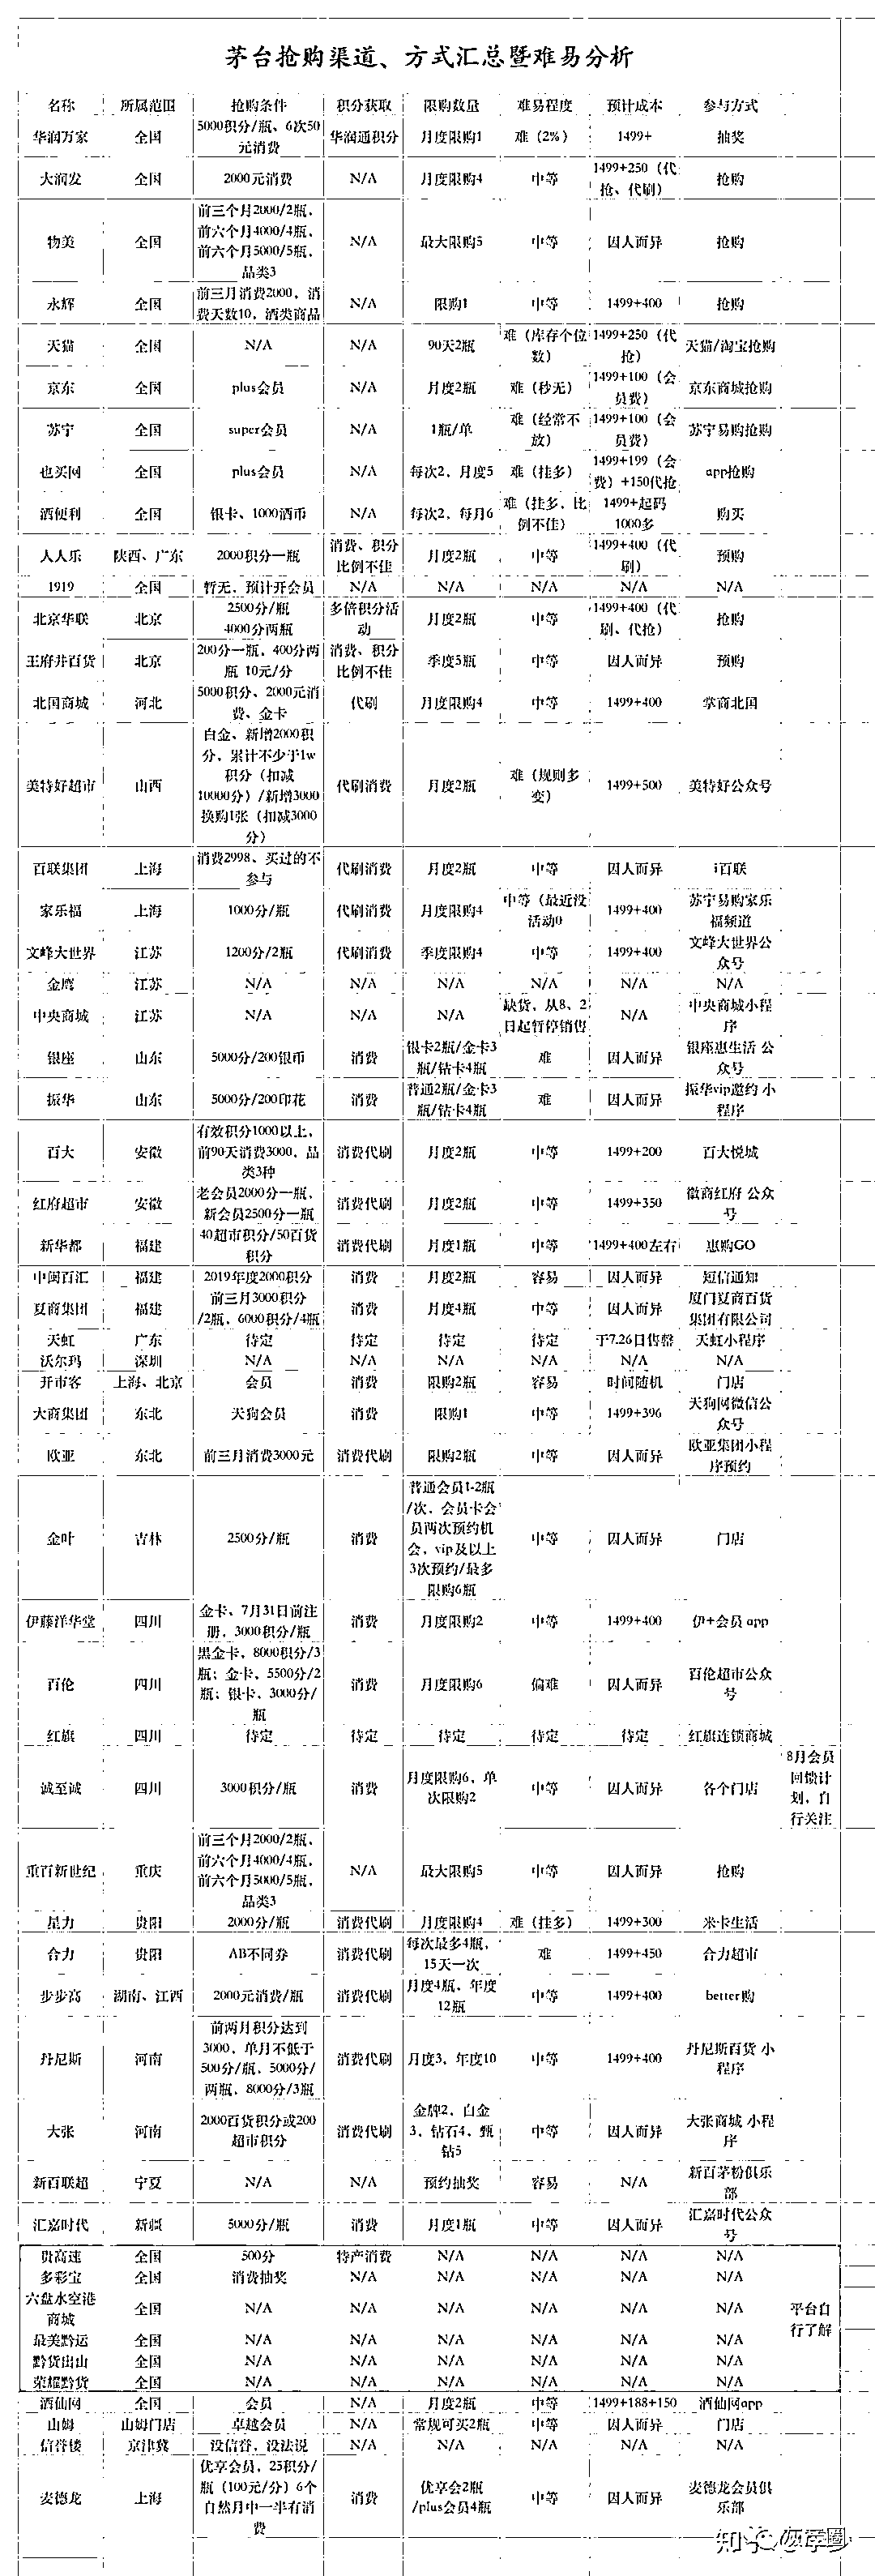 茅台抢购渠道、方式汇总暨难易分析
名称 所属范围 抢购条件 积分获取 限购数量 难易程度 预计成本 参与方式
华润万家 全国 5000积分/瓶、6次50元消费 华润通积分 月度限购1 难（2%） 1499+ 抽奖
大润发 全国 2000元消费 N/A 月度限购4 中等 1499+250（代抢、代刷） 抢购
物美 全国 前三个月2000/2瓶，前六个月4000/4瓶，前六个月5000/5瓶，品类3 N/A 最大限购5 中等 因人而异 抢购
永辉 全国 前三月消费2000，消费天数10，酒类商品 N/A 限购1 中等 1499+400 抢购
天猫 全国 N/A N/A 90天2瓶 难（库存个位数） 1499+250（代抢） 天猫/淘宝抢购
京东 全国 plus会员 N/A 月度2瓶 难（秒无） 1499+100（会员费） 京东商城抢购
苏宁 全国 super会员 N/A 1瓶/单 难（经常不放） 1499+100（会员费） 苏宁易购抢购
也买网 全国 plus会员 N/A 每次2，月度5 难（挂多） 1499+199（会费）+150代抢 app抢购
酒便利 全国 银卡、1000酒币 N/A 每次2，每月6 难（挂多，比例不佳） 1499+起码1000多 购买
人人乐 陕西、广东 2000积分一瓶 消费、积分比例不佳 月度2瓶 中等 1499+400（代刷） 预购
1919 全国 暂无，预计开会员 N/A N/A N/A N/A N/A
北京华联 北京 2500分/瓶 4000分两瓶 多倍积分活动 月度2瓶 中等 1499+400（代刷、代抢） 抢购
王府井百货 北京 200分一瓶，400分两瓶 10元/分 消费、积分比例不佳 季度5瓶 中等 因人而异 预购
北国商城 河北 5000积分、2000元消费、金卡 代刷 月度限购4 中等 1499+400 掌商北国
美特好超市 山西 白金、新增2000积分，累计不少于1w积分（扣减10000分）/新增3000换购1张（扣减3000分） 代刷消费 月度2瓶 难（规则多变） 1499+500 美特好公众号
百联集团 上海 消费2998、买过的不参与 代刷消费 月度2瓶 中等 因人而异 i百联
家乐福 上海 1000分/瓶 代刷消费 月度限购4 中等（最近没活动0 1499+400 苏宁易购家乐福频道
文峰大世界 江苏 1200分/2瓶 代刷消费 季度限购4 中等 1499+400 文峰大世界公众号
金鹰 江苏 N/A N/A N/A N/A N/A N/A
中央商城 江苏 N/A N/A N/A 缺货，从8、2日起暂停销售 N/A 中央商城小程序
银座 山东 5000分/200银币 消费 银卡2瓶/金卡3瓶/钻卡4瓶 难 因人而异 银座惠生活 公众号
振华 山东 5000分/200印花 消费 普通2瓶/金卡3瓶/钻卡4瓶 难 因人而异 振华vip邀约 小程序
百大 安徽 有效积分1000以上，前90天消费3000，品类3种 消费代刷 月度2瓶 中等 1499+200 百大悦城
红府超市 安徽 老会员2000分一瓶，新会员2500分一瓶 消费代刷 月度2瓶 中等 1499+350 徽商红府 公众号
新华都 福建 40超市积分/50百货积分 消费代刷 月度1瓶 中等 1499+400左右 惠购GO
中闽百汇 福建 2019年度2000积分 消费 月度2瓶 容易 因人而异 短信通知
夏商集团 福建 前三月3000积分/2瓶，6000积分/4瓶 消费 月度4瓶 中等 因人而异 厦门夏商百货集团有限公司
天虹 广东 待定 待定 待定 待定 于7.26日售罄 天虹小程序
沃尔玛 深圳 N/A N/A N/A N/A N/A N/A
开市客 上海、北京 会员 消费 限购2瓶 容易 时间随机 门店
大商集团 东北 天狗会员 消费 限购1 中等 1499+396 天狗网微信公众号
欧亚 东北 前三月消费3000元 消费代刷 限购2瓶 中等 因人而异 欧亚集团小程序预约
金叶 吉林 2500分/瓶 消费 普通会员1-2瓶/次，会员卡会员两次预约机会，vip及以上3次预约/最多限购6瓶 中等 因人而异 门店
伊藤洋华堂 四川 金卡、7月31日前注册，3000积分/瓶 消费 月度限购2 中等 1499+400 伊+会员 app
百伦 四川 黑金卡，8000积分/3瓶；金卡，5500分/2瓶；银卡，3000分/瓶 消费 月度限购6 偏难 因人而异 百伦超市公众号
红旗 四川 待定 待定 待定 待定 待定 红旗连锁商城
诚至诚 四川 3000积分/瓶 消费 月度限购6，单次限购2 中等 因人而异 各个门店 8月会员回馈计划，自行关注
重百新世纪 重庆 前三个月2000/2瓶，前六个月4000/4瓶，前六个月5000/5瓶，品类3 N/A 最大限购5 中等 因人而异 抢购
星力 贵阳 2000分/瓶 消费代刷 月度限购4 难（挂多） 1499+300 米卡生活
合力 贵阳 AB不同券 消费代刷 每次最多4瓶，15天一次 难 1499+450 合力超市
步步高 湖南、江西 2000元消费/瓶 消费代刷 月度4瓶，年度12瓶 中等 1499+400 better购
丹尼斯 河南 前两月积分达到3000，单月不低于500分/瓶，5000分/两瓶，8000分/3瓶 消费代刷 月度3，年度10 中等 1499+400 丹尼斯百货 小程序
大张 河南 2000百货积分或200超市积分 消费代刷 金牌2，白金3，钻石4，甄钻5 中等 因人而异 大张商城 小程序
新百联超 宁夏 N/A N/A 预约抽奖 容易 N/A 新百茅粉俱乐部
汇嘉时代 新疆 5000分/瓶 消费 月度1瓶 中等 因人而异 汇嘉时代公众号
贵高速 全国 500分 特产消费 N/A N/A N/A N/A
多彩宝 全国 消费抽奖 N/A N/A N/A N/A N/A
六盘水空港商城 全国 N/A N/A N/A N/A N/A N/A 平台自行了解
最美黔运 全国 N/A N/A N/A N/A N/A N/A
黔货出山 全国 N/A N/A N/A N/A N/A N/A
荣耀黔货 全国 N/A N/A N/A N/A N/A N/A
酒仙网 全国 会员 N/A 月度2瓶 中等 1499+188+150 酒仙网app
山姆 山姆门店 卓越会员 N/A 常规可买2瓶 中等 因人而异 门店
信誉楼 京津冀 没信誉，没法说 N/A N/A N/A N/A N/A
麦德龙 上海 优享会员，25积分/瓶（100元/分）6个自然月中一半有消费 消费 优享会2瓶/plus会员4瓶 中等 因人而异 麦德龙会员俱乐部
知乎